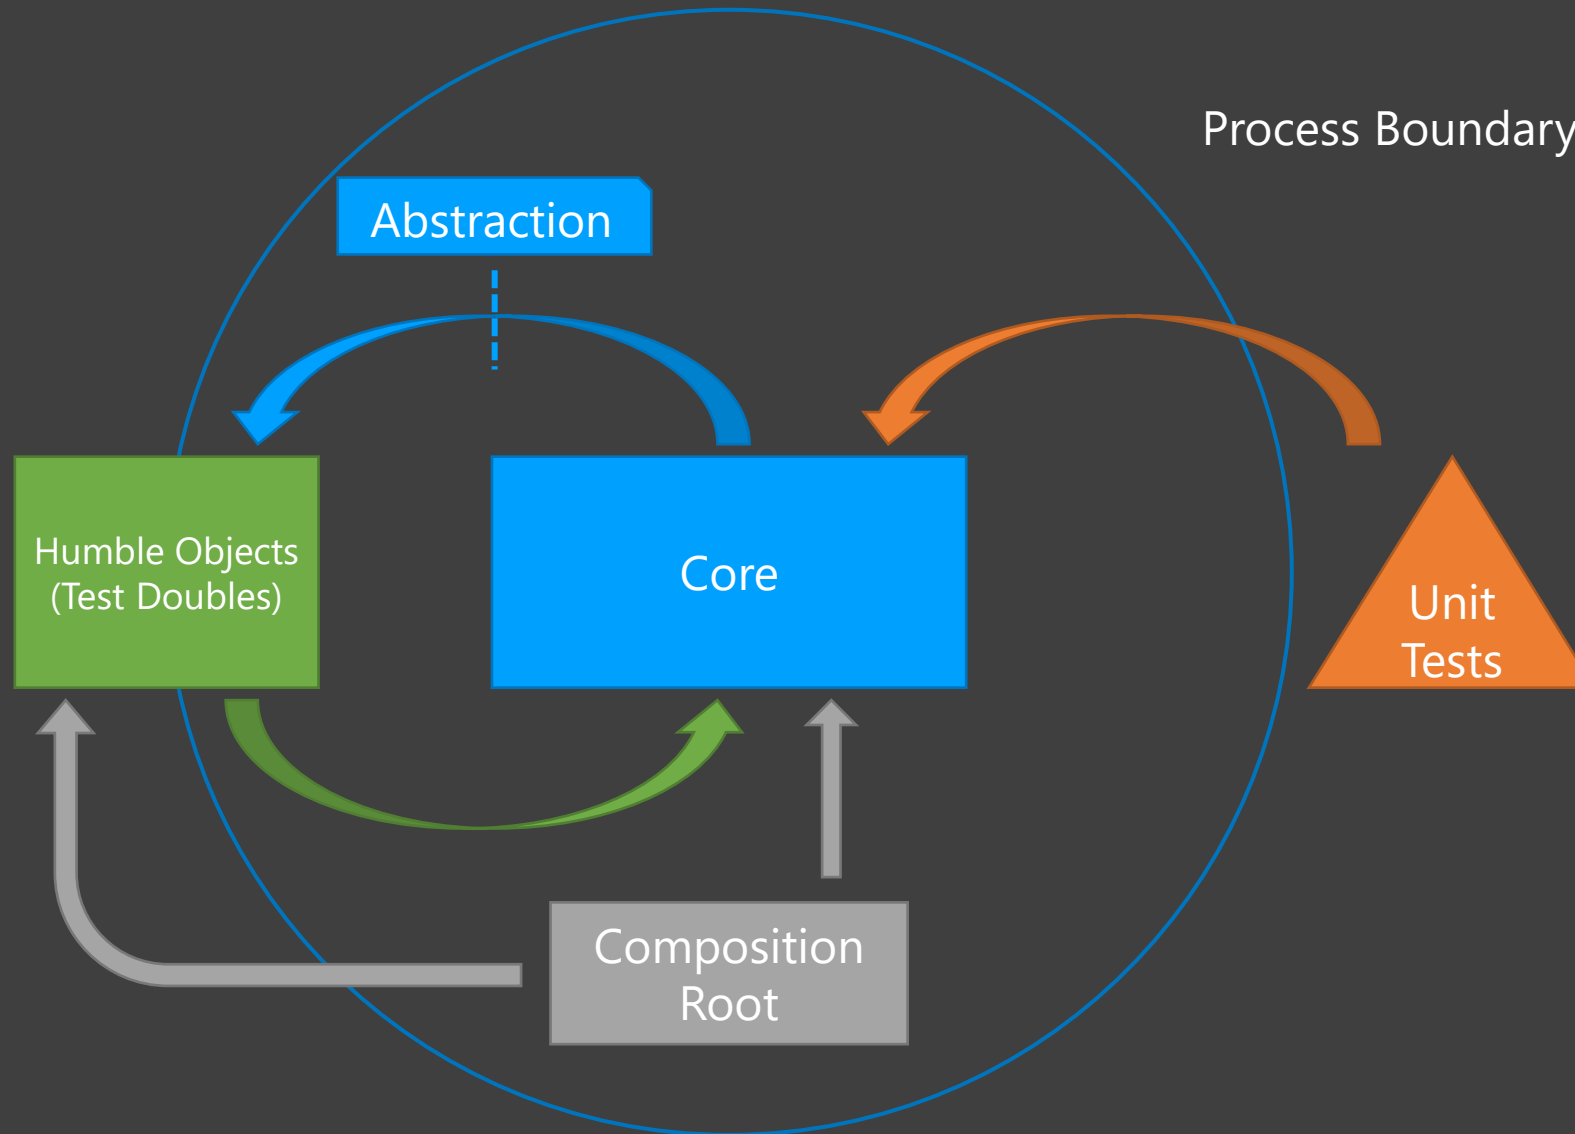 Process Boundary
Abstraction
Humble Objects
(Test Doubles)
Core
Unit
Tests
Composition
Root